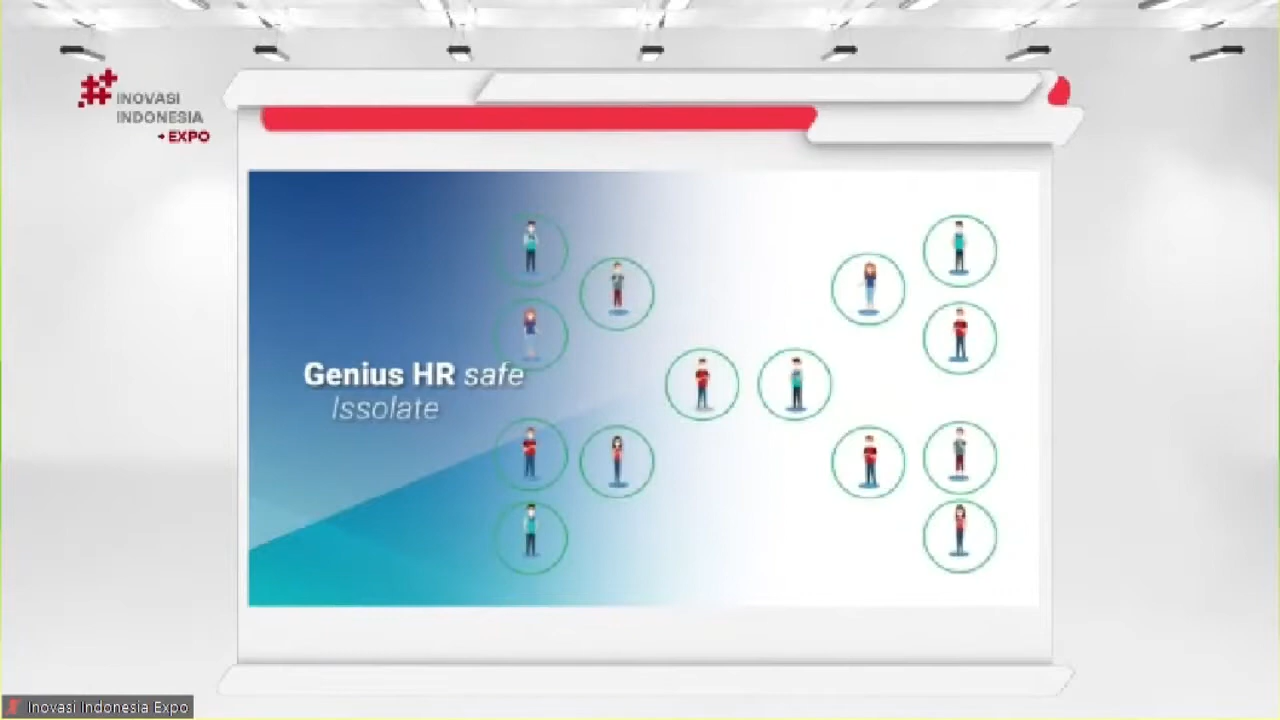 INOVASI
INDONESIA
+ EXPO
Genius HR safe
Issolate
Inovasi Indonesia Expo